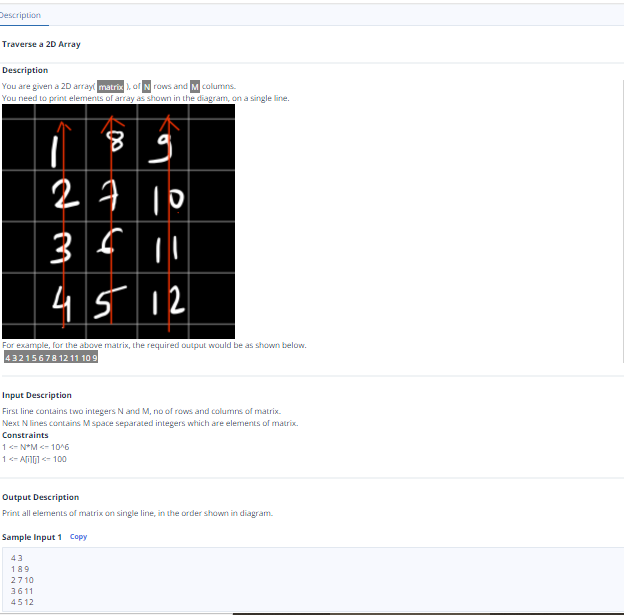 Description
Traverse a 2D Array
Description
You are given a 2D array( matrix ), of N rows and M columns.
You need to print elements of array as shown in the diagram, on a single line.
1 8 9
2 7 10
3 6 11
4 5 12
For example, for the above matrix, the required output would be as shown below.
4 3 2 1 5 6 7 8 12 11 10 9
Input Description
First line contains two integers N and M, no of rows and columns of matrix.
Next N lines contains M space separated integers which are elements of matrix.
Constraints
1 <= N*M <= 10^6
1 <= A[i][j] <= 100
Output Description
Print all elements of matrix on single line, in the order shown in diagram.
Sample Input 1 Copy
4 3
1 8 9
2 7 10
3 6 11
4 5 12